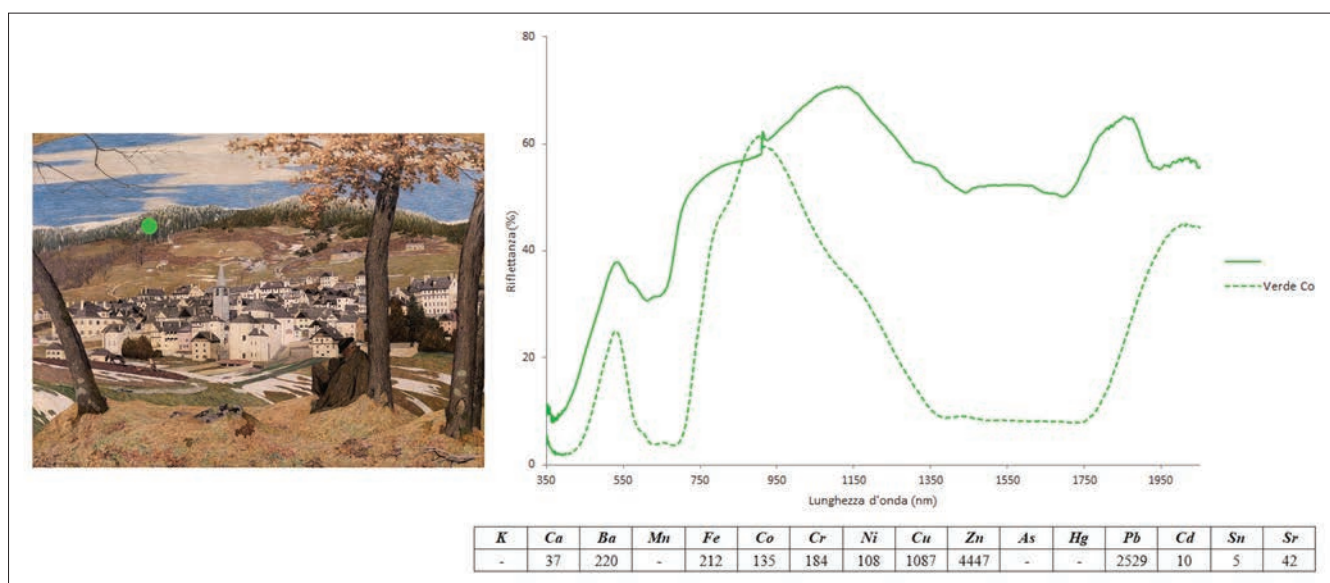 80
60
40
20
0
Riflettanza (%)
350 550 750 950 1150 1350 1550 1750 1950
Lunghezza d'onda (nm)
Verde Co
K Ca Ba Mn Fe Co Cr Ni Cu Zn As Hg Pb Cd Sn Sr
- 37 220 - 212 135 184 108 1087 4447 - - 2529 10 5 42